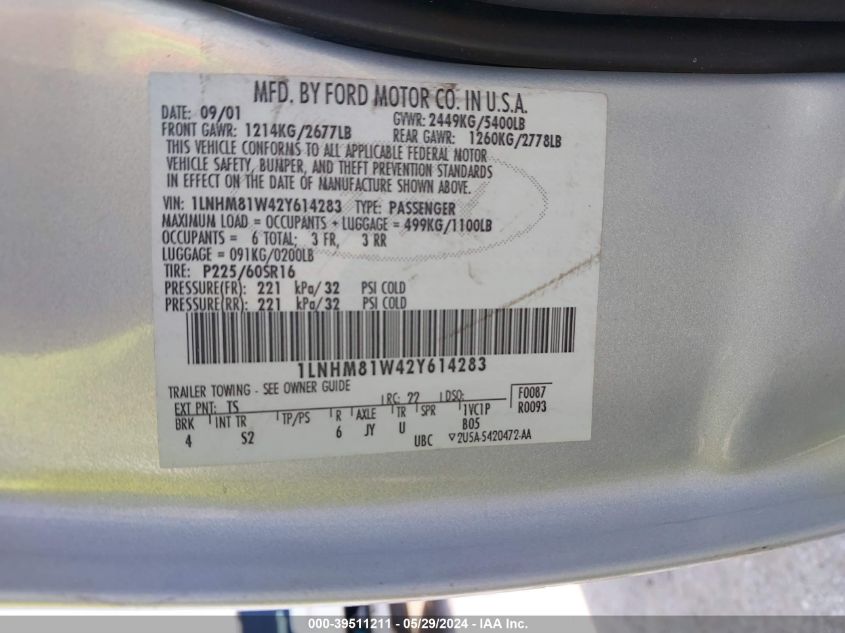 MFD. BY FORD MOTOR CO. IN U.S.A.
DATE: 09/01 GVWR: 2449KG/5400LB
FRONT GAWR: 1214KG/2677LB REAR GAWR: 1260KG/2778LB
THIS VEHICLE CONFORMS TO ALL APPLICABLE FEDERAL MOTOR
VEHICLE SAFETY, BUMPER, AND THEFT PREVENTION STANDARDS
IN EFFECT ON THE DATE OF MANUFACTURE SHOWN ABOVE.
VIN: 1LNHM81W42Y614283 TYPE: PASSENGER
MAXIMUM LOAD = OCCUPANTS + LUGGAGE = 499KG/1100LB
OCCUPANTS = 6 TOTAL: 3 FR, 3 RR
LUGGAGE = 091KG/0200LB
TIRE: P225/60SR16
PRESSURE(FR): 221 kPa/32 PSI COLD
PRESSURE(RR): 221 kPa/32 PSI COLD
1LNHM81W42Y614283
TRAILER TOWING - SEE OWNER GUIDE
EXT PNT: TS RC: 22 DSO: F0087
BRK INT TR TP/PS R AXLE TR SPR 1VC1P R0093
4 S2 6 JY U B05
UBC ▽2U5A-5420472-AA
000-39511211 - 05/29/2024 - IAA Inc.